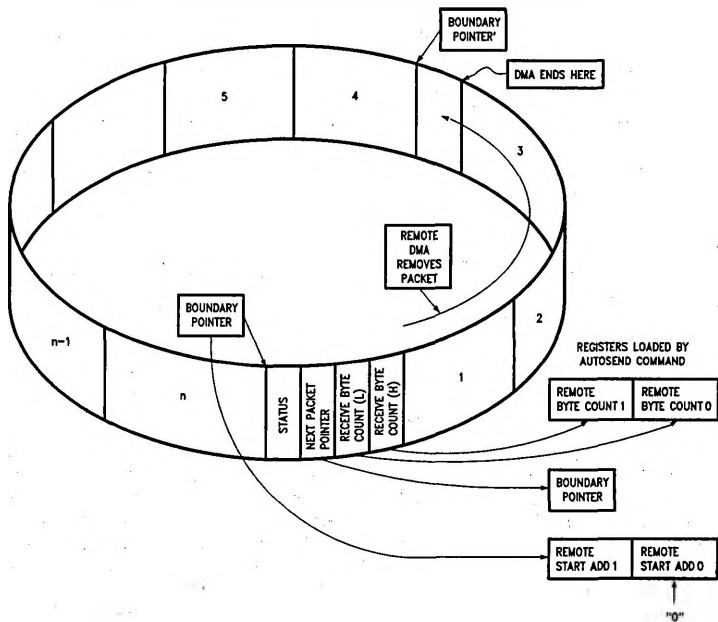 BOUNDARY
POINTER'
DMA ENDS HERE
5
4
3
REMOTE
DMA
REMOVES
PACKET
BOUNDARY
POINTER
2
n-1
n
STATUS
NEXT PACKET
POINTER
RECEIVE BYTE
COUNT (L)
RECEIVE BYTE
COUNT (H)
1
REGISTERS LOADED BY
AUTOSEND COMMAND
REMOTE
BYTE COUNT 1
REMOTE
BYTE COUNT 0
BOUNDARY
POINTER
REMOTE
START ADD 1
REMOTE
START ADD 0
"0"